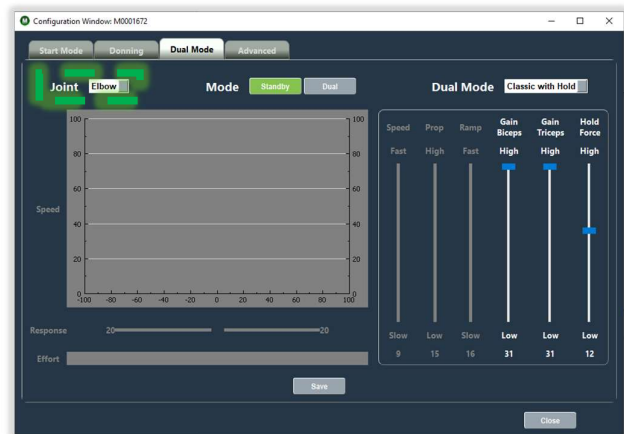 M Configuration Window: M0001672
Start Mode Donning Dual Mode Advanced
Joint Elbow Mode Standby Dual Dual Mode Classic with Hold
Speed Prop Ramp Gain Biceps Gain Triceps Hold Force
Fast High Fast High High High
100 100
80 80
60 60
Speed
40 40
20 20
0 0
-100 -80 -60 -40 -20 0 20 40 60 80 100
Response 20 20
Slow Low Slow Low Low Low
Effort
9 15 16 31 31 12
Save
Close